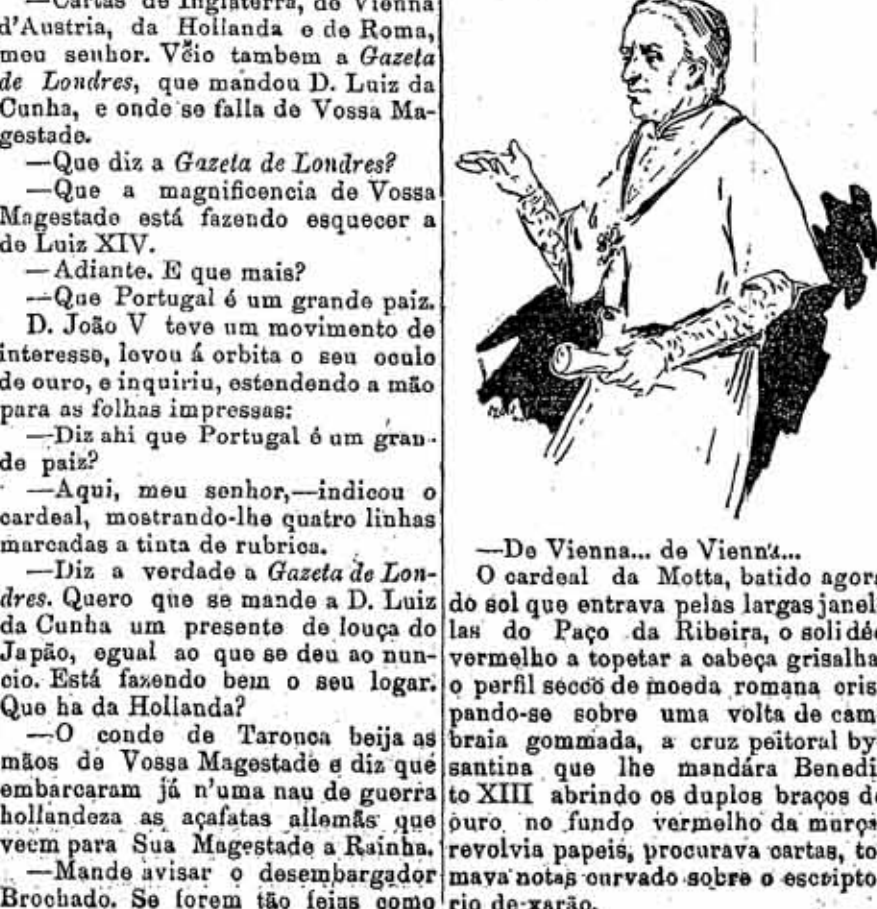 —Cartas de Inglaterra, de Vienna
d'Austria, da Hollanda e de Roma,
meu senhor. Vẽio tambem a Gazeta
de Londres, que mandou D. Luiz da
Cunha, e onde se falla de Vossa Ma-
gestade.
—Que diz a Gazeta de Londres?
—Que a magnificencia de Vossa
Magestade está fazendo esquecer a
de Luiz XIV.
—Adiante. E que mais?
—Que Portugal é um grande paiz.
D. João V teve um movimento de
interesse, levou á orbita o seu oculo
de ouro, e inquiriu, estendendo a mão
para as folhas impressas:
—Diz ahi que Portugal é um gran-
de paiz?
—Aqui, meu senhor,—indicou o
cardeal, mostrando-lhe quatro linhas
marcadas a tinta de rubrica.
—Diz a verdade a Gazeta de Lon-
dres. Quero que se mande a D. Luiz
da Cunha um presente de louça do
Japão, egual ao que se deu ao nun-
cio. Está fazendo bem o seu logar.
Que ha da Hollanda?
—O conde de Tarouca beija as
mãos de Vossa Magestade e diz que
embarcaram já n'uma nau de guerra
hollandeza as açafatas allemãs que
veem para Sua Magestade a Rainha.
—Mande avisar o desembargador
Brochado. Se forem tão feias como
—De Vienna... de Vienna...
O cardeal da Motta, batido agora
do sol que entrava pelas largas janel-
las do Paço da Ribeira, o solidéo
vermelho a topetar a cabeça grisalha,
o perfil secco de moeda romana cris-
pando-se sobre uma volta de cam-
braia gommada, a cruz peitoral by-
santina que lhe mandára Benedi-
to XIII abrindo os duplos braços de
ouro no fundo vermelho da murça,
revolvia papeis, procurava cartas, to-
mava notas curvado sobre o escripto-
rio de xarão.